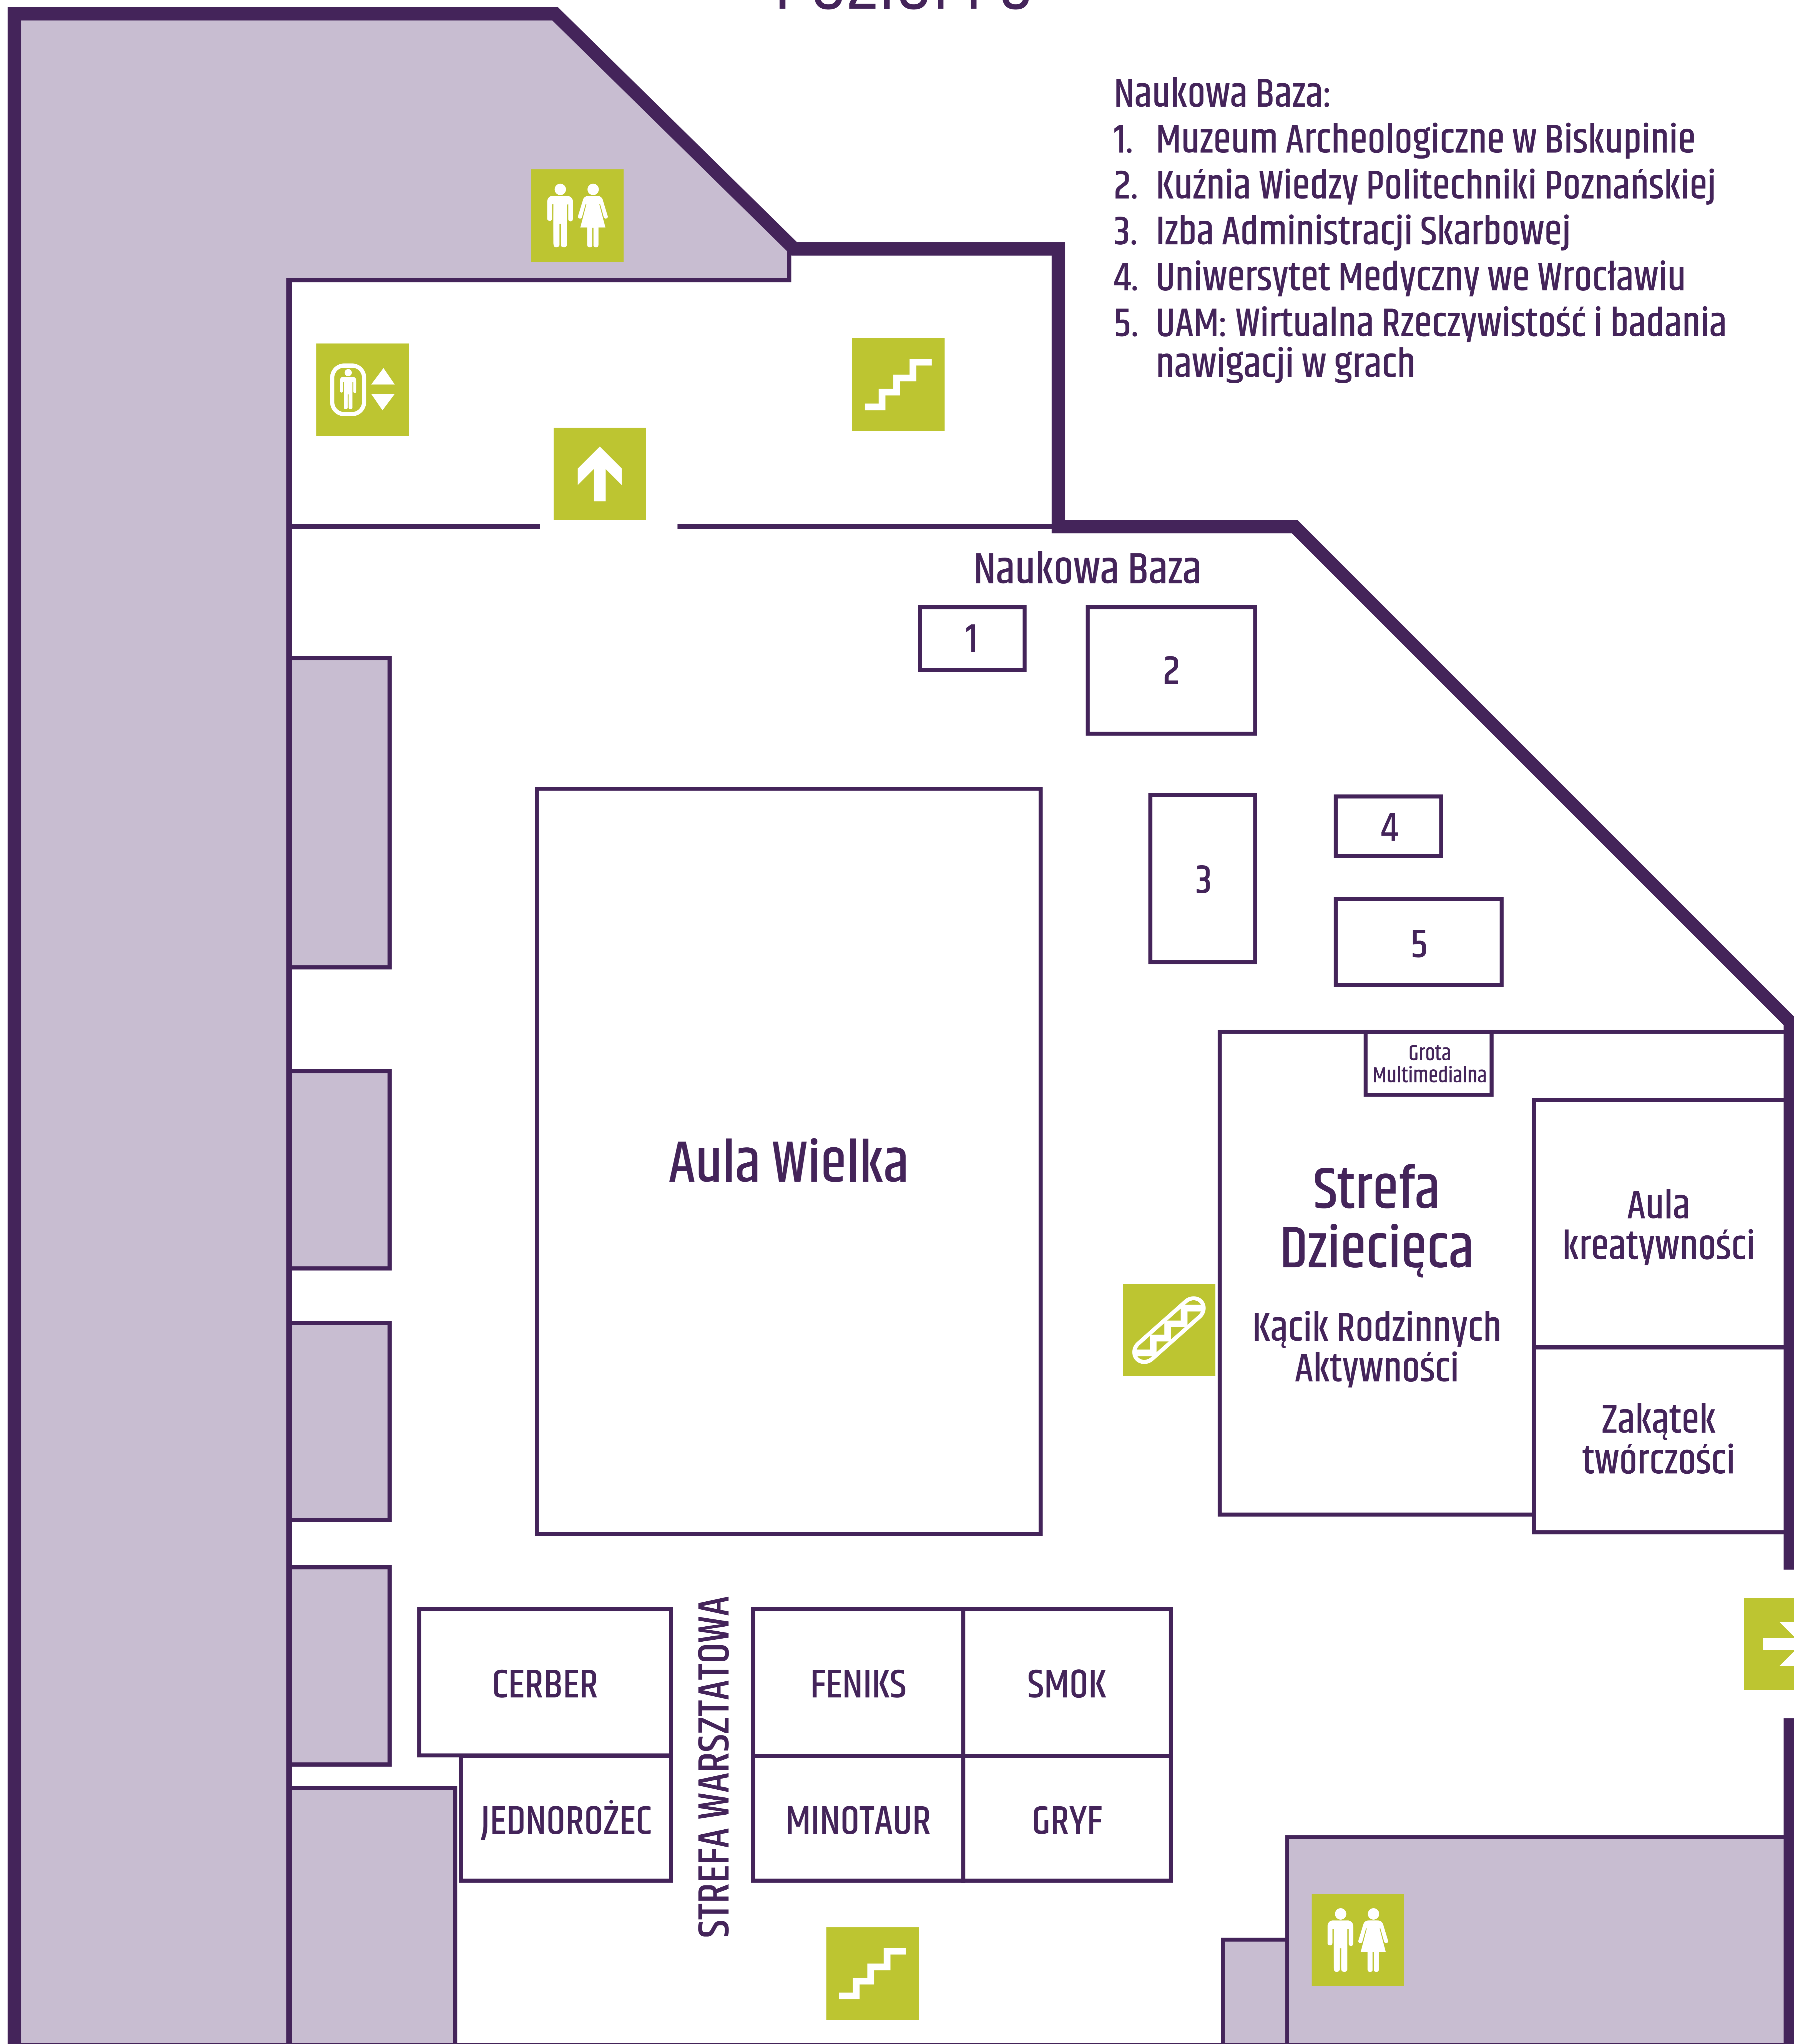 Naukowa Baza:
1. Muzeum Archeologiczne w Biskupinie
2. Kuźnia Wiedzy Politechniki Poznańskiej
3. Izba Administracji Skarbowej
4. Uniwersytet Medyczny we Wrocławiu
5. UAM: Wirtualna Rzeczywistość i badania
nawigacji w grach
Naukowa Baza
1
2
3
4
5
Grota
Multimedialna
Aula Wielka
Strefa
Dziecięca
Kącik Rodzinnych
Aktywności
Aula
kreatywności
Zakątek
twórczości
STREFA WARSZTATOWA
CERBER
FENIKS
SMOK
JEDNOROŻEC
MINOTAUR
GRYF